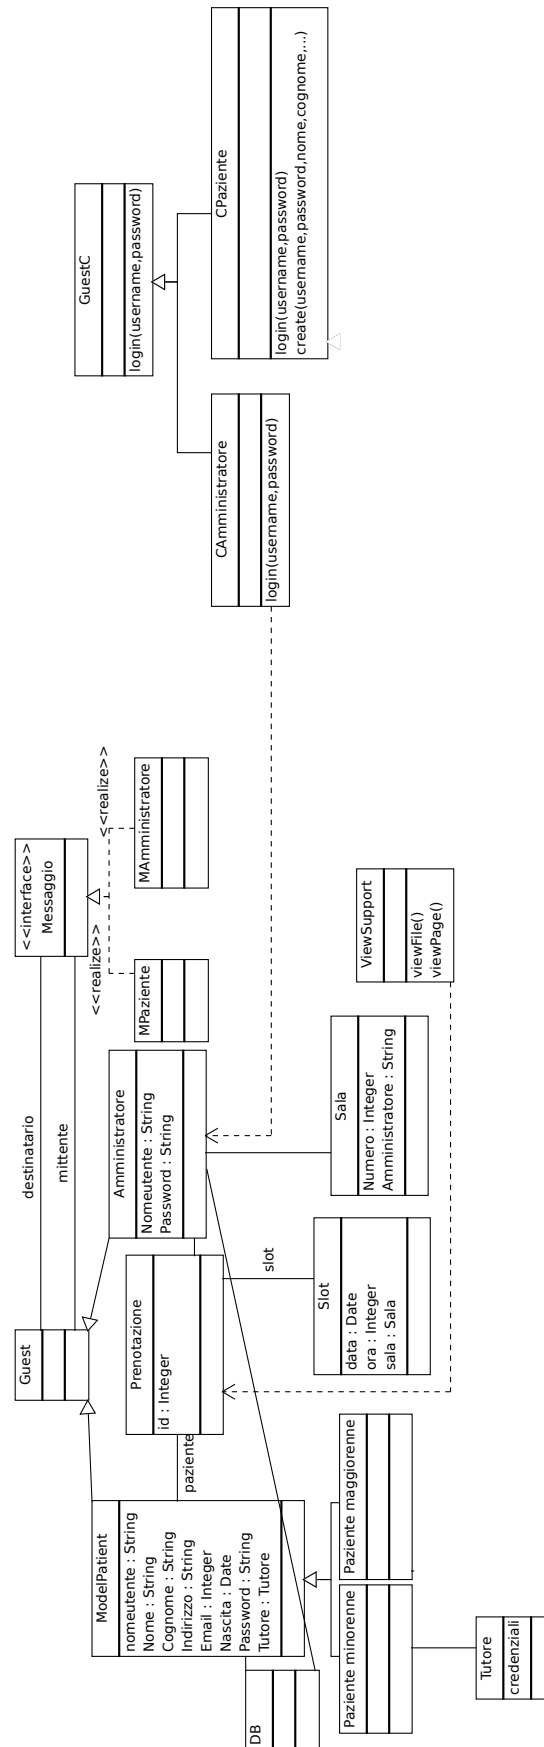 Guest
destinatario
mittente
<<interface>>
Messaggio
<<realize>>
<<realize>>
MPaziente
MAmministratore
GuestC
login(username,password)
CAmministratore
login(username,password)
CPaziente
login(username,password)
create(username,password,nome,cognome,...)
ModelPatient
nomeutente : String
Nome : String
Cognome : String
Indirizzo : String
Email : Integer
Nascita : Date
Password : String
Tutore : Tutore
paziente
Prenotazione
id : Integer
Amministratore
Nomeutente : String
Password : String
slot
Slot
data : Date
ora : Integer
sala : Sala
Sala
Numero : Integer
Amministratore : String
ViewSupport
viewFile()
viewPage()
DB
Paziente minorenne
Paziente maggiorenne
Tutore
credenziali